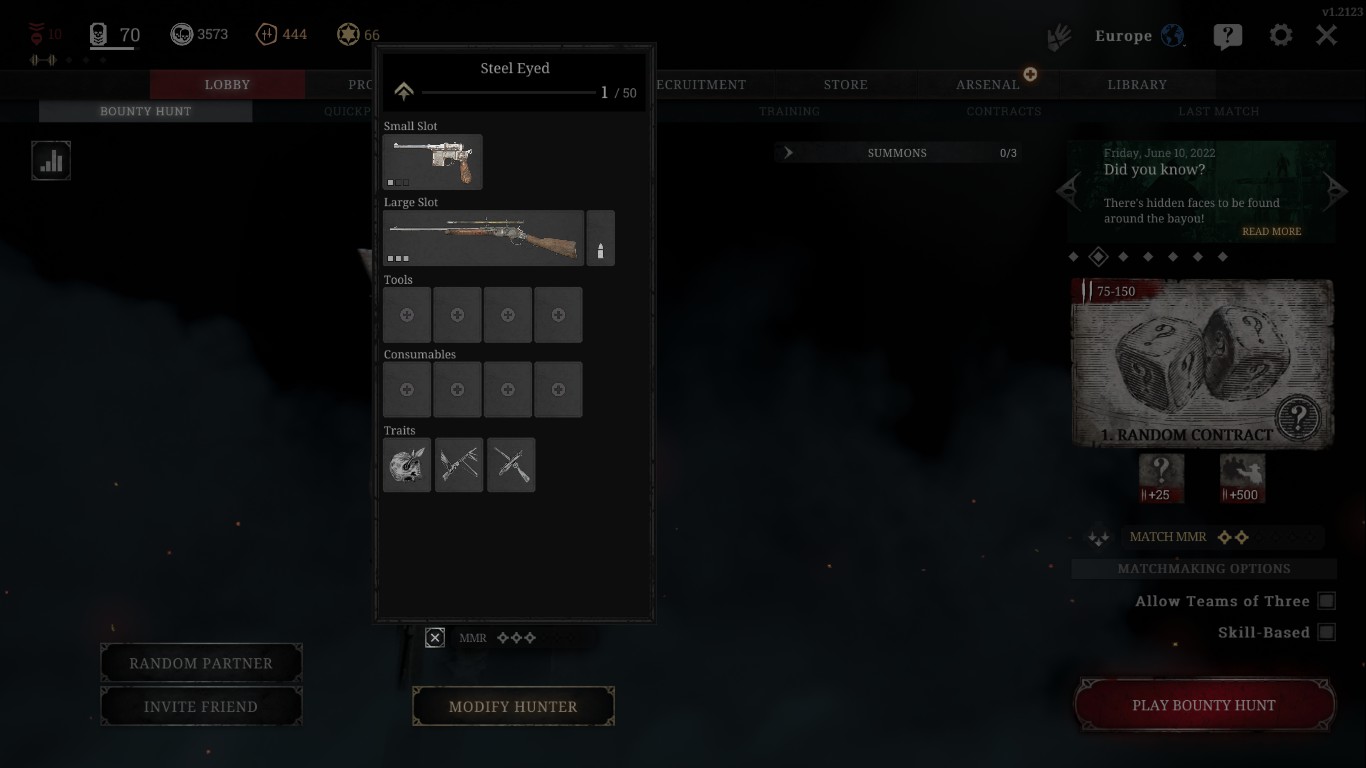 v1.2123
10 70 3573 444 66
Europe
LOBBY STORE ARSENAL LIBRARY
BOUNTY HUNT TRAINING CONTRACTS LAST MATCH
Steel Eyed
1 / 50
Small Slot
Large Slot
Tools
Consumables
Traits
MMR
RANDOM PARTNER
INVITE FRIEND
MODIFY HUNTER
SUMMONS 0/3
Friday, June 10, 2022
Did you know?
There's hidden faces to be found
around the bayou!
READ MORE
75-150
1. RANDOM CONTRACT
+25 +500
MATCH MMR
MATCHMAKING OPTIONS
Allow Teams of Three
Skill-Based
PLAY BOUNTY HUNT